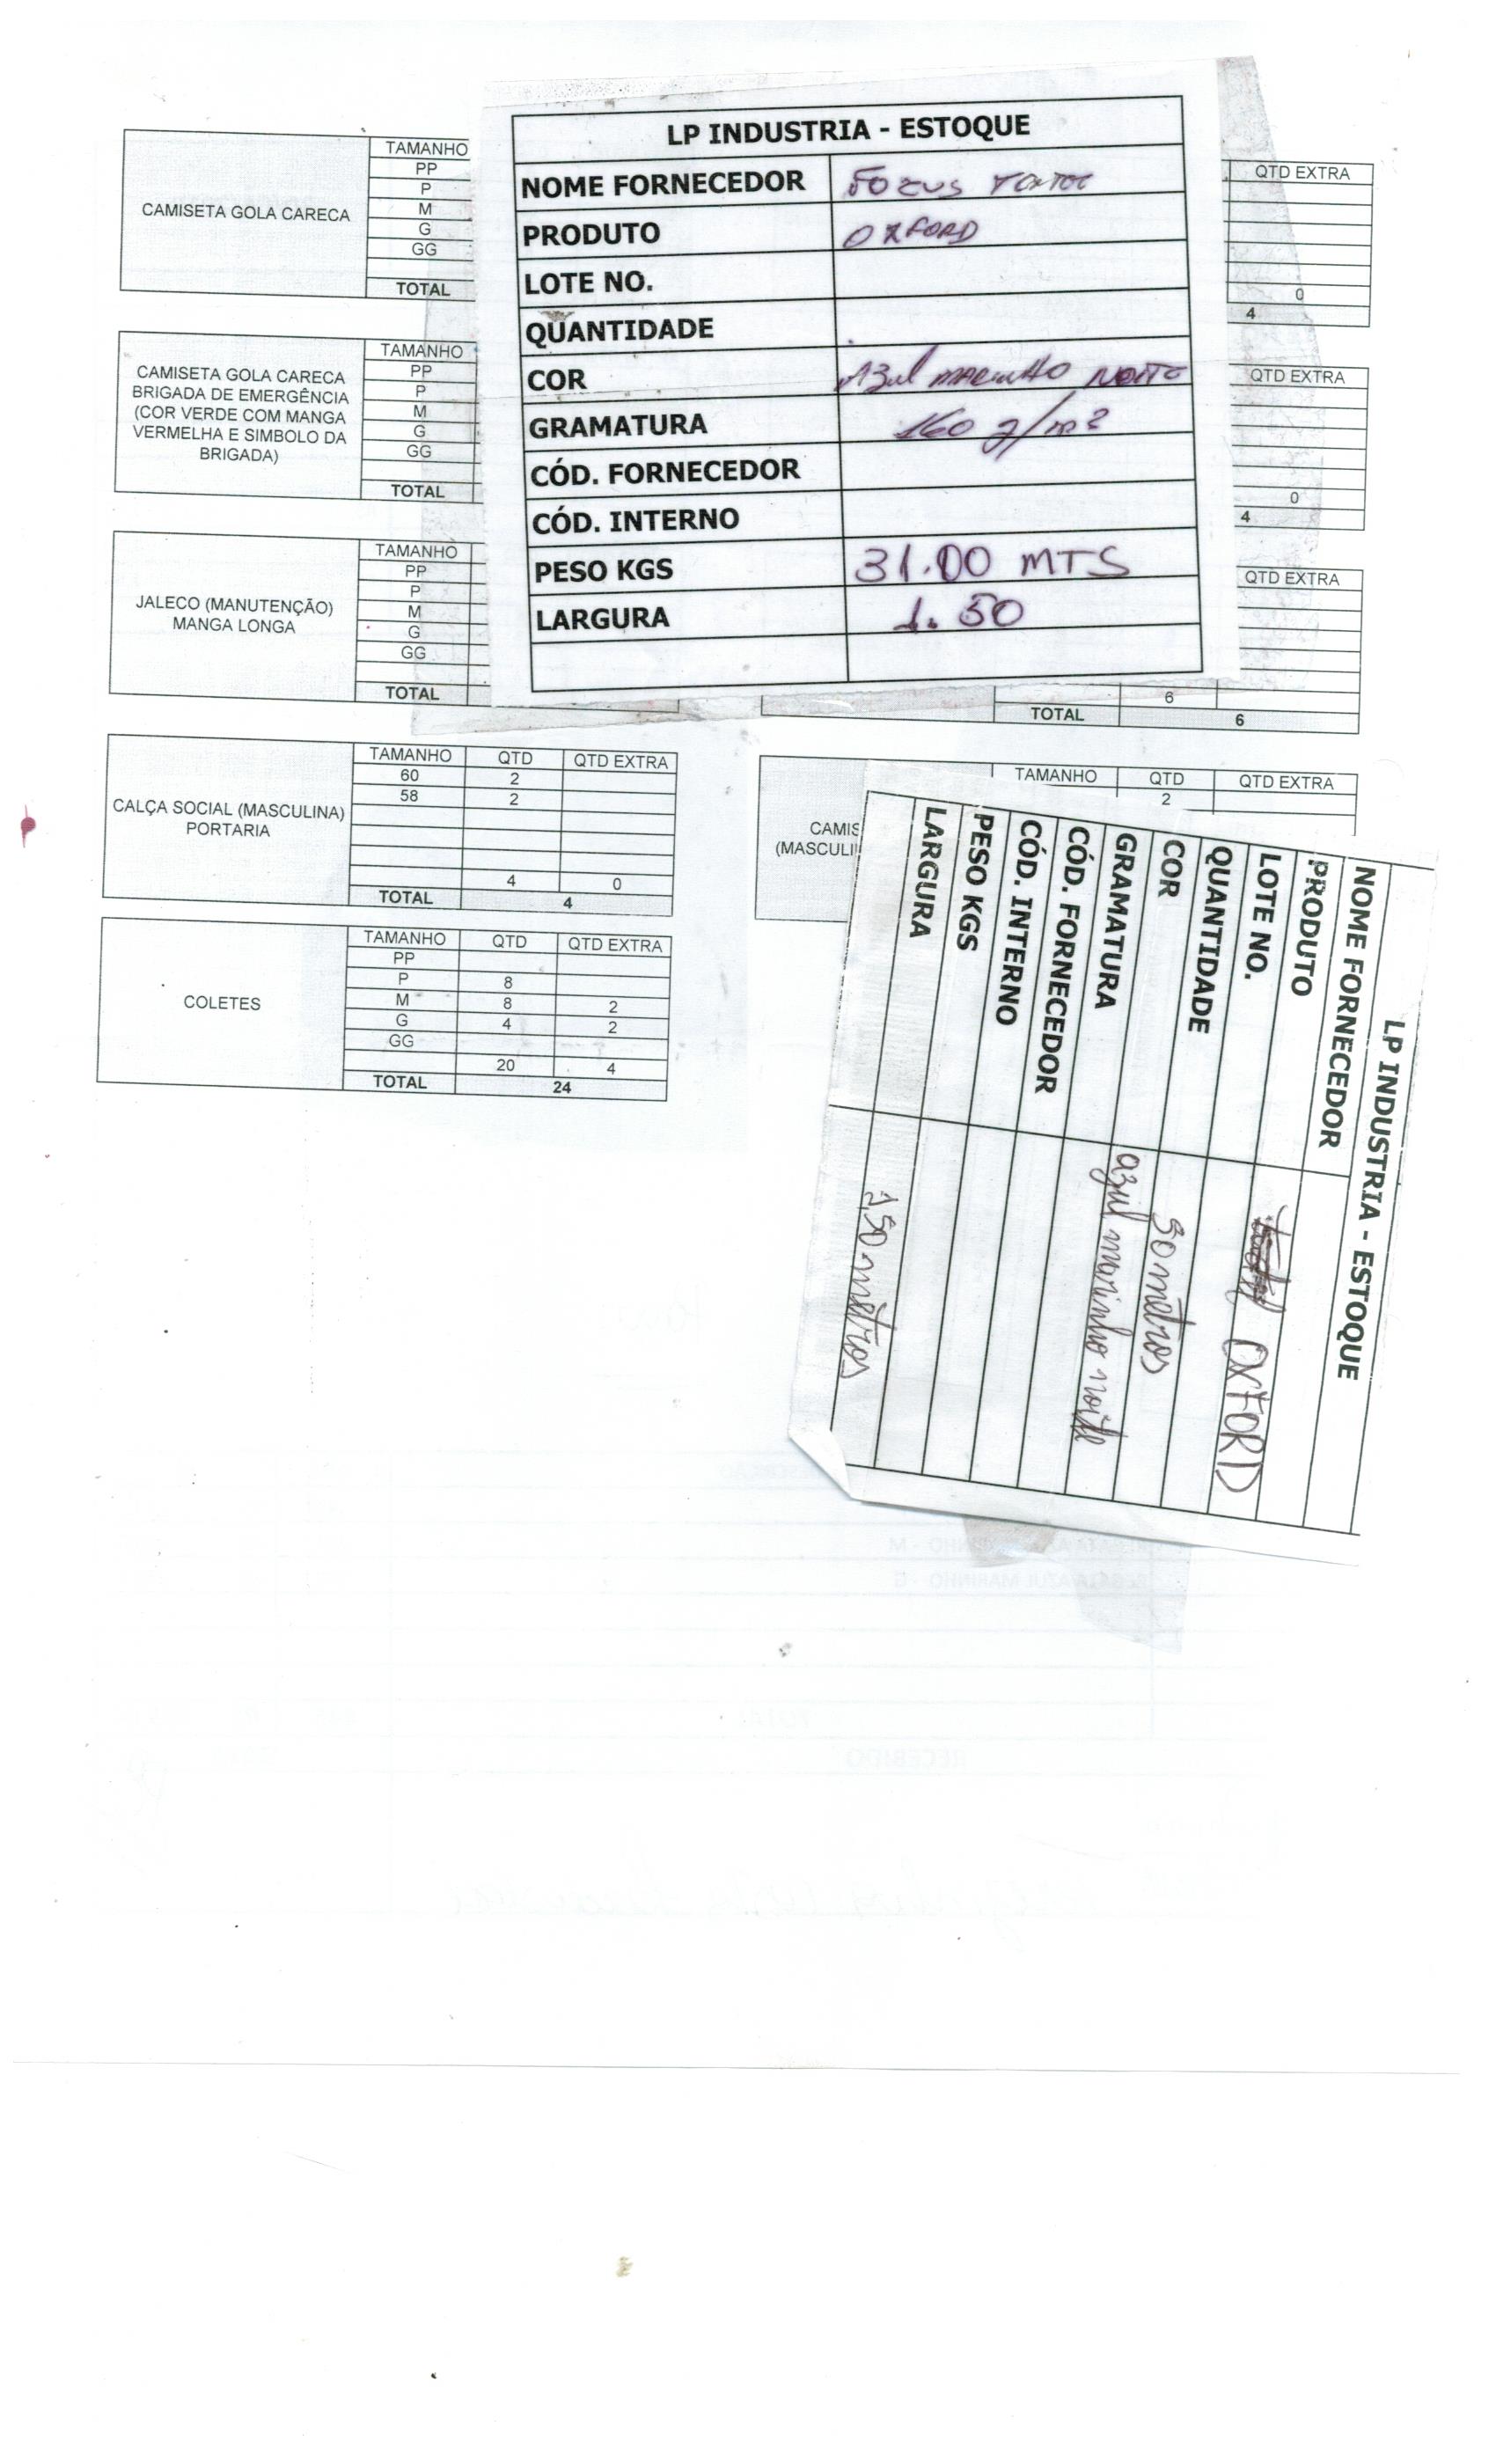 LP INDUSTRIA - ESTOQUE
NOME FORNECEDOR
PRODUTO OXFORD
LOTE NO.
QUANTIDADE
COR Azul MARINHO NOITE
GRAMATURA 160 g/m²
CÓD. FORNECEDOR
CÓD. INTERNO
PESO KGS 31.00 MTS
LARGURA 1.50
CAMISETA GOLA CARECA
TAMANHO
PP
P
M
G
GG
TOTAL
QTD EXTRA
0
4
CAMISETA GOLA CARECA
BRIGADA DE EMERGÊNCIA
(COR VERDE COM MANGA
VERMELHA E SIMBOLO DA
BRIGADA)
TAMANHO
PP
P
M
G
GG
TOTAL
QTD EXTRA
0
4
JALECO (MANUTENÇÃO)
MANGA LONGA
TAMANHO
PP
P
M
G
GG
TOTAL
QTD EXTRA
6
TOTAL 6
CALÇA SOCIAL (MASCULINA)
PORTARIA
TAMANHO QTD QTD EXTRA
60 2
58 2
4 0
TOTAL 4
TAMANHO QTD QTD EXTRA
2
CAMIS
(MASCULI
COLETES
TAMANHO QTD QTD EXTRA
PP
P 8
M 8 2
G 4 2
GG
20 4
TOTAL 24
LP INDUSTRIA - ESTOQUE
NOME FORNECEDOR
PRODUTO
LOTE NO. OXFORD
QUANTIDADE
COR 50 metros
GRAMATURA azul marinho noite
CÓD. FORNECEDOR
CÓD. INTERNO
PESO KGS
LARGURA
1,50 metros